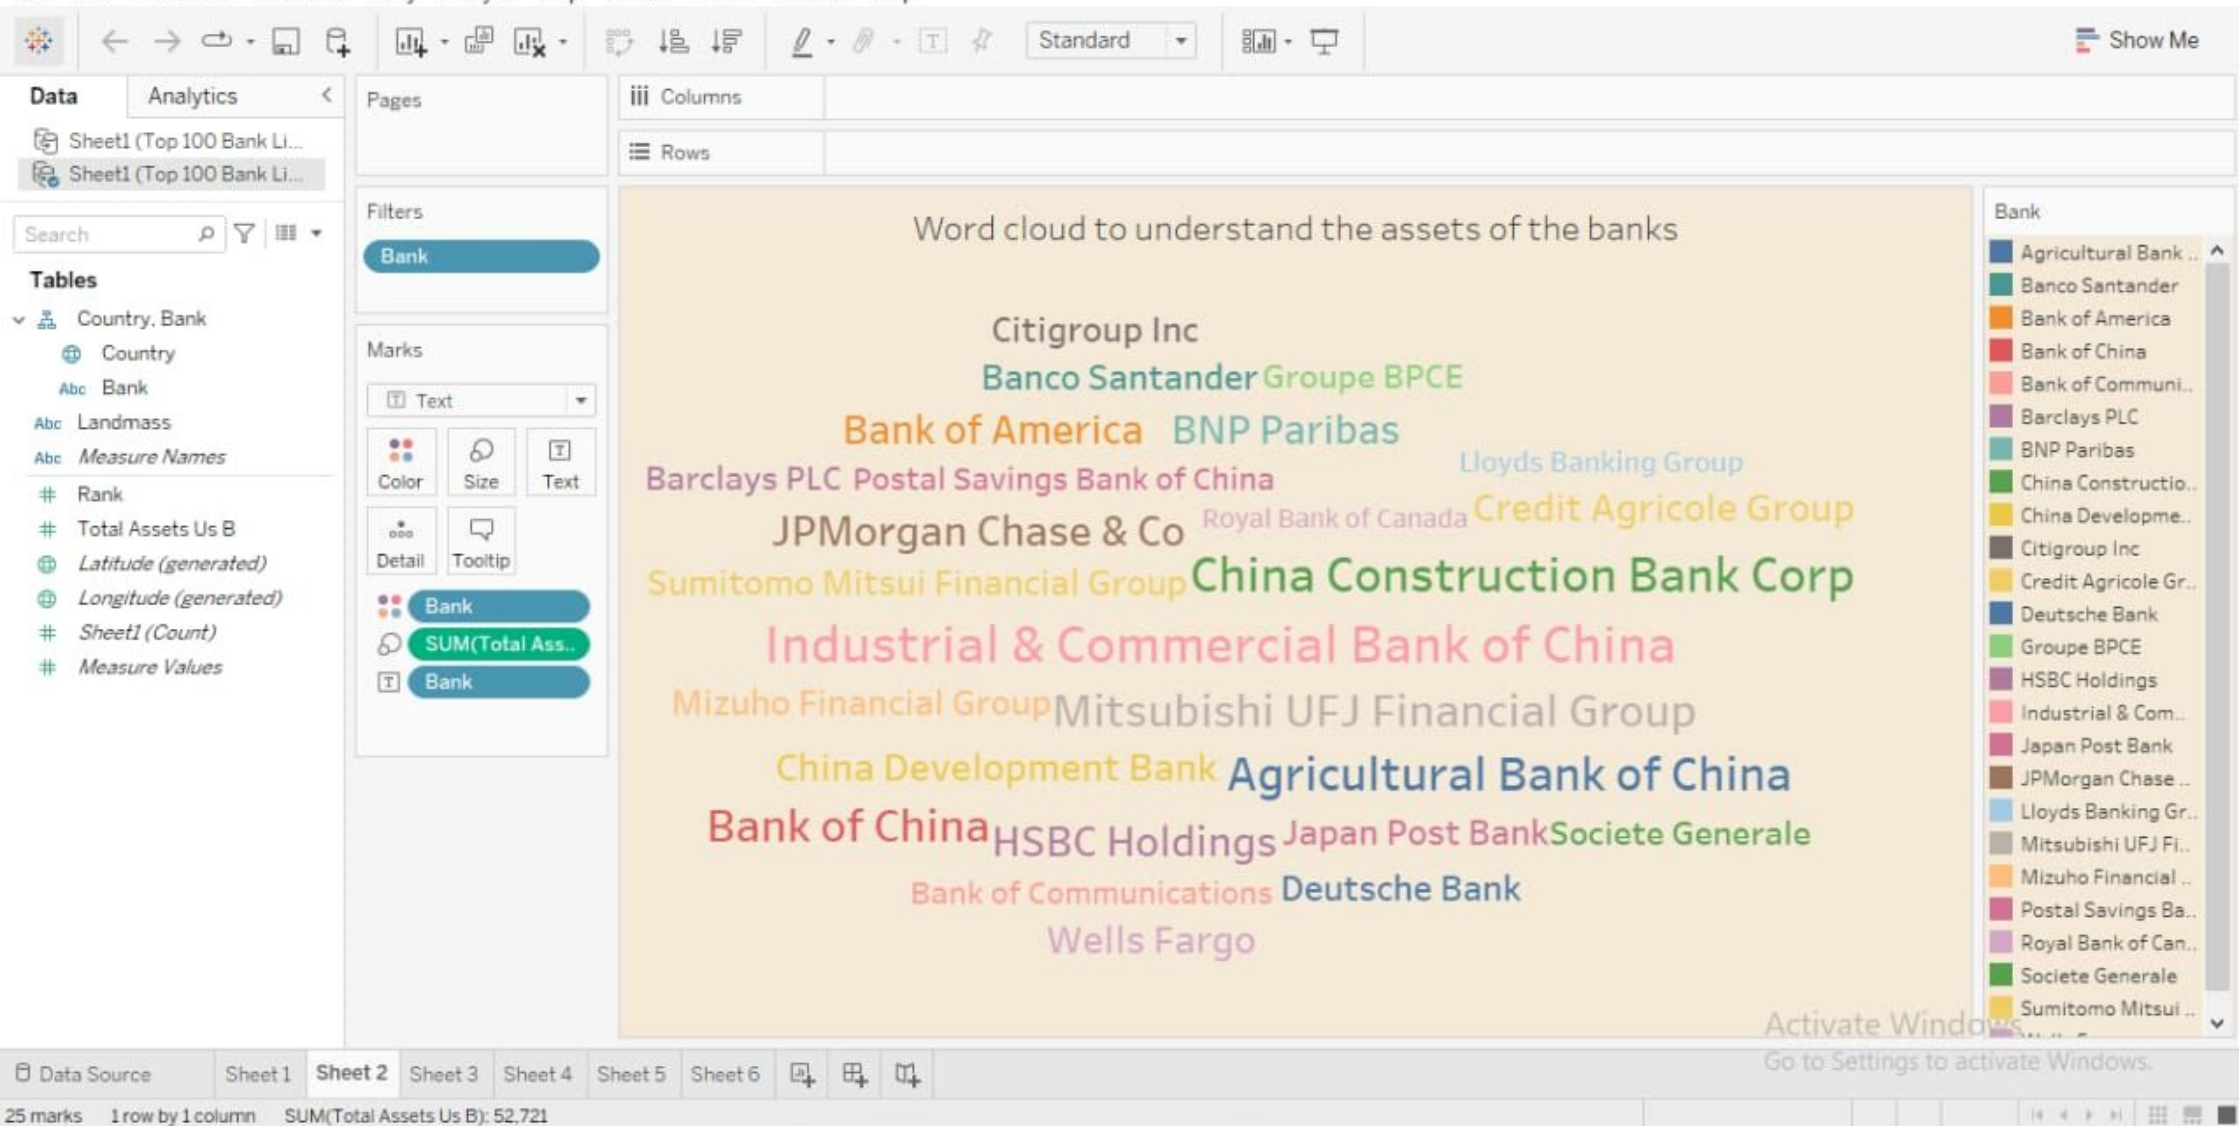 Standard
Show Me
Data
Analytics
Sheet1 (Top 100 Bank Li...
Sheet1 (Top 100 Bank Li...
Search
Tables
Country, Bank
Country
Abc Bank
Abc Landmass
Abc Measure Names
# Rank
# Total Assets Us B
Latitude (generated)
Longitude (generated)
# Sheet1 (Count)
# Measure Values
Pages
Filters
Bank
Marks
T Text
Color
Size
T
Text
Detail
Tooltip
Bank
SUM(Total Ass..
T Bank
iii Columns
Rows
Word cloud to understand the assets of the banks
Citigroup Inc
Banco Santander Groupe BPCE
Bank of America BNP Paribas
Lloyds Banking Group
Barclays PLC Postal Savings Bank of China
JPMorgan Chase & Co Royal Bank of Canada Credit Agricole Group
Sumitomo Mitsui Financial Group China Construction Bank Corp
Industrial & Commercial Bank of China
Mizuho Financial Group Mitsubishi UFJ Financial Group
China Development Bank Agricultural Bank of China
Bank of China HSBC Holdings Japan Post Bank Societe Generale
Bank of Communications Deutsche Bank
Wells Fargo
Bank
Agricultural Bank ..
Banco Santander
Bank of America
Bank of China
Bank of Communi..
Barclays PLC
BNP Paribas
China Constructio..
China Developme..
Citigroup Inc
Credit Agricole Gr..
Deutsche Bank
Groupe BPCE
HSBC Holdings
Industrial & Com..
Japan Post Bank
JPMorgan Chase ..
Lloyds Banking Gr..
Mitsubishi UFJ Fi..
Mizuho Financial ..
Postal Savings Ba..
Royal Bank of Can..
Societe Generale
Sumitomo Mitsui ..
Activate Windows
Go to Settings to activate Windows.
Data Source
Sheet 1
Sheet 2
Sheet 3
Sheet 4
Sheet 5
Sheet 6
25 marks 1 row by 1 column SUM(Total Assets Us B): 52,721